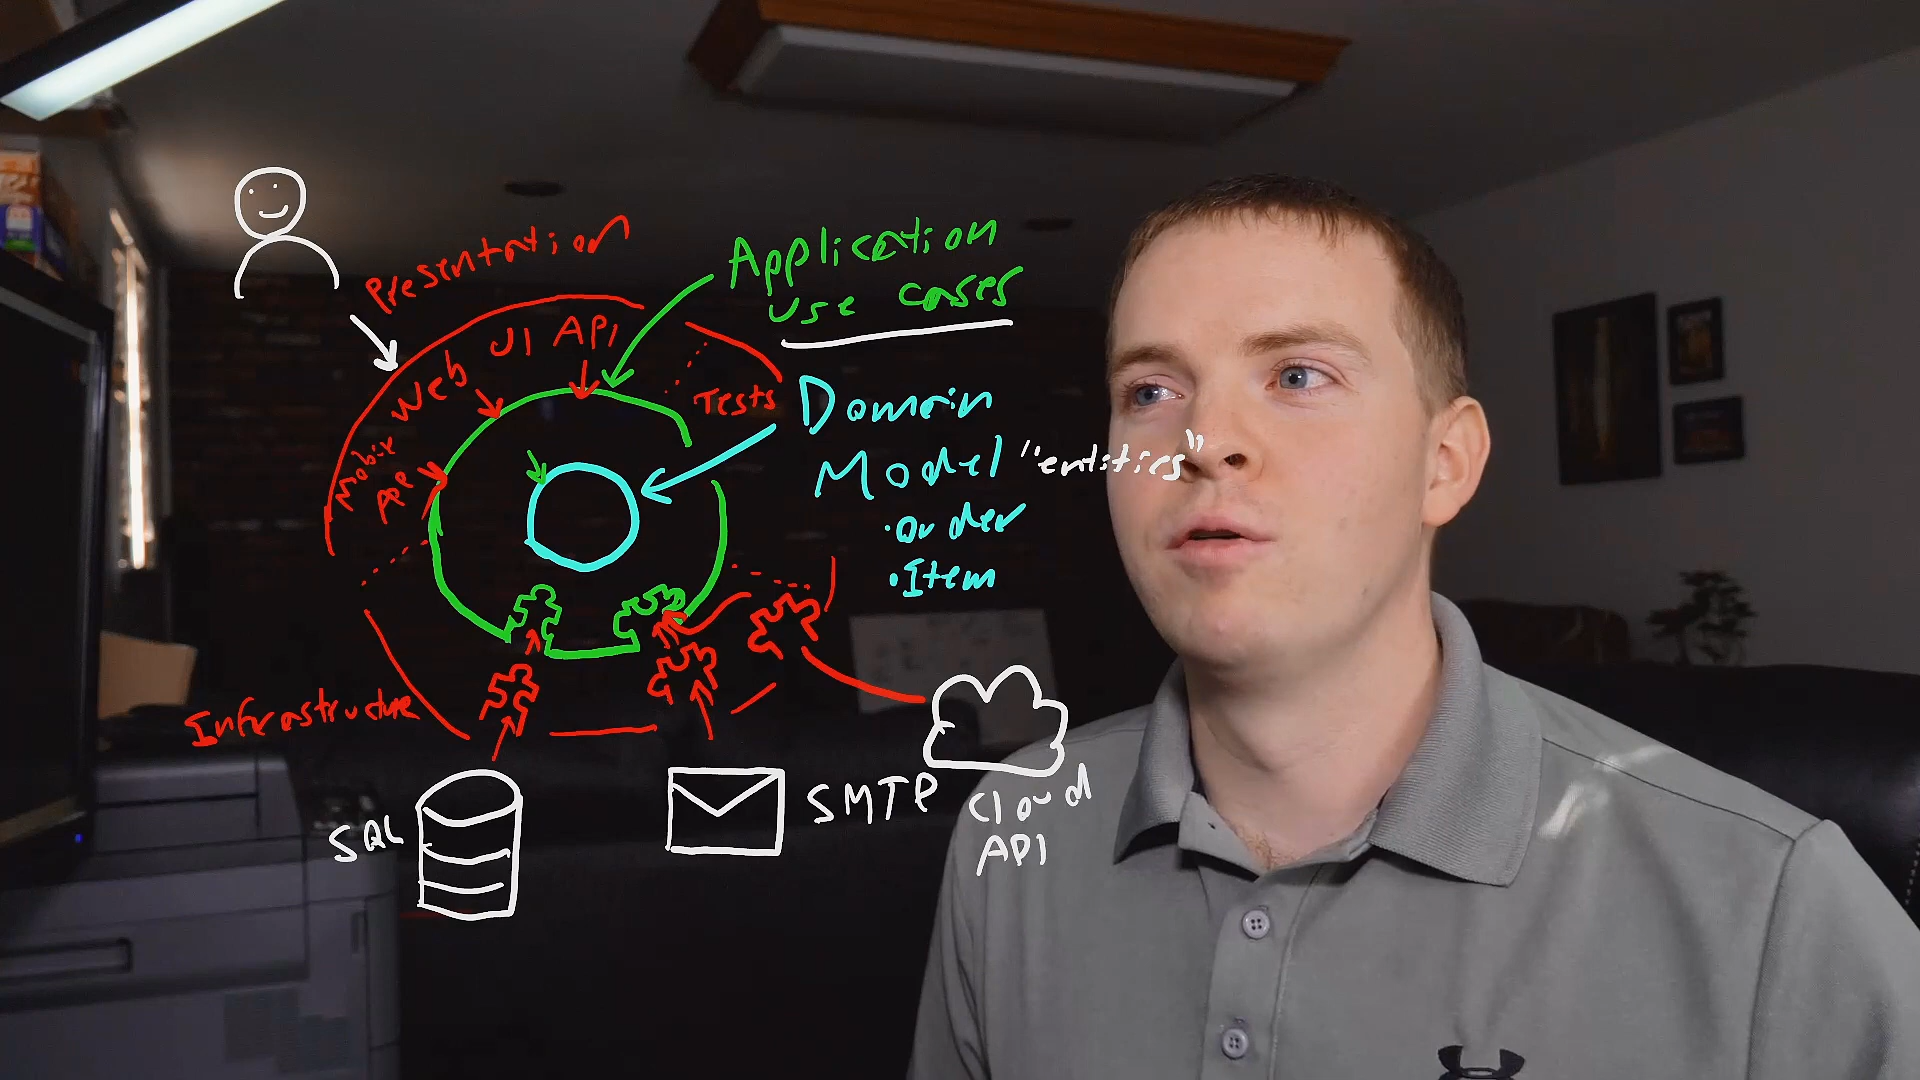 Presentation
Application
use cases
Web UI API
Mobile
APP
Tests
Domain
Model "entities"
• Order
• Item
Infrastructure
SQL
SMTP
Cloud
API